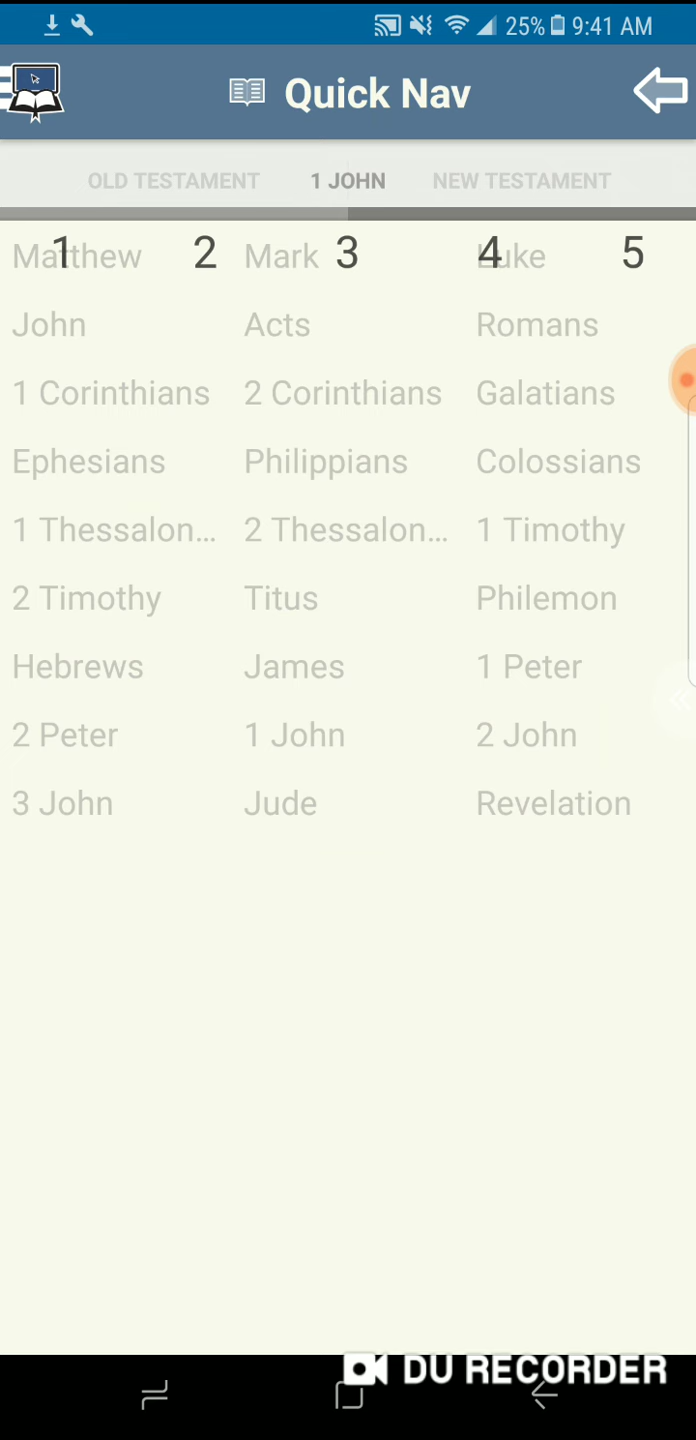 25% 9:41 AM
Quick Nav
OLD TESTAMENT 1 JOHN NEW TESTAMENT
1 2 3 4 5
Matthew Mark Luke
John Acts Romans
1 Corinthians 2 Corinthians Galatians
Ephesians Philippians Colossians
1 Thessalon... 2 Thessalon... 1 Timothy
2 Timothy Titus Philemon
Hebrews James 1 Peter
2 Peter 1 John 2 John
3 John Jude Revelation
DU RECORDER